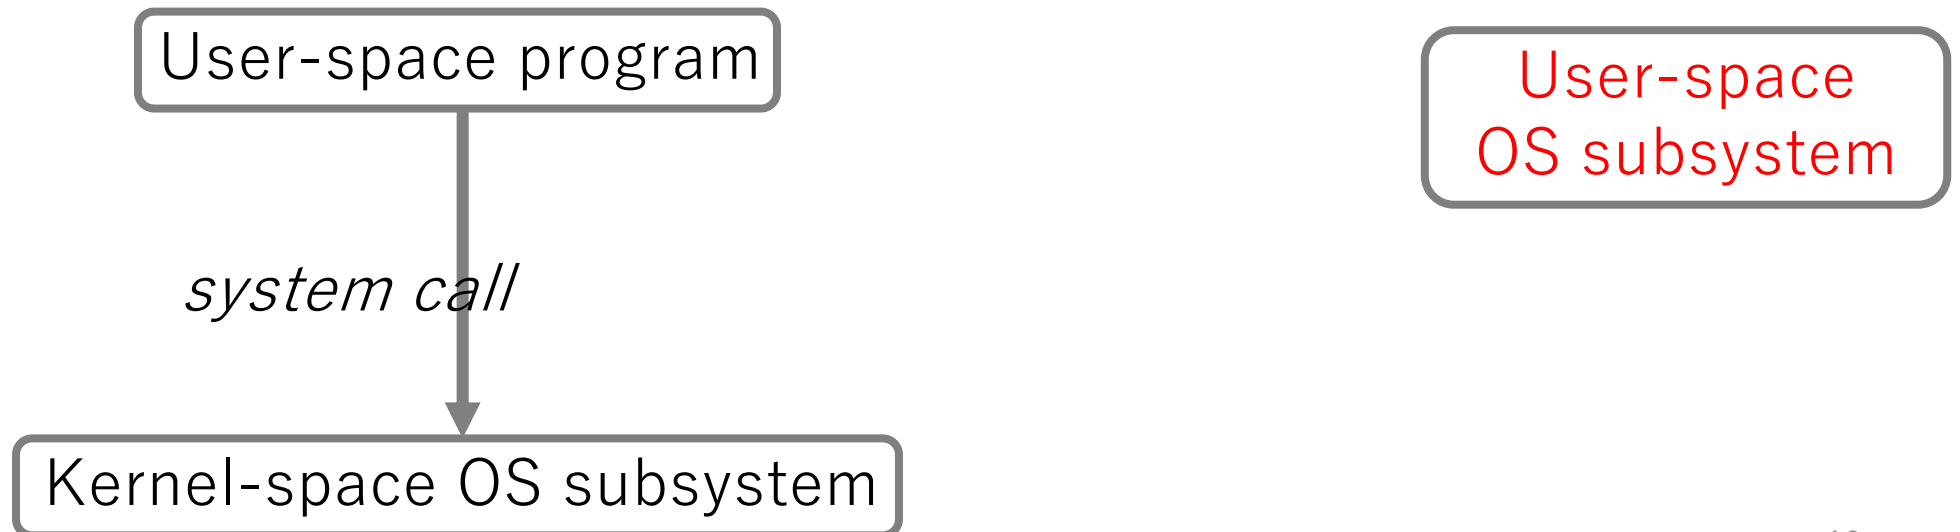 User-space program
User-space
OS subsystem
system call
Kernel-space OS subsystem